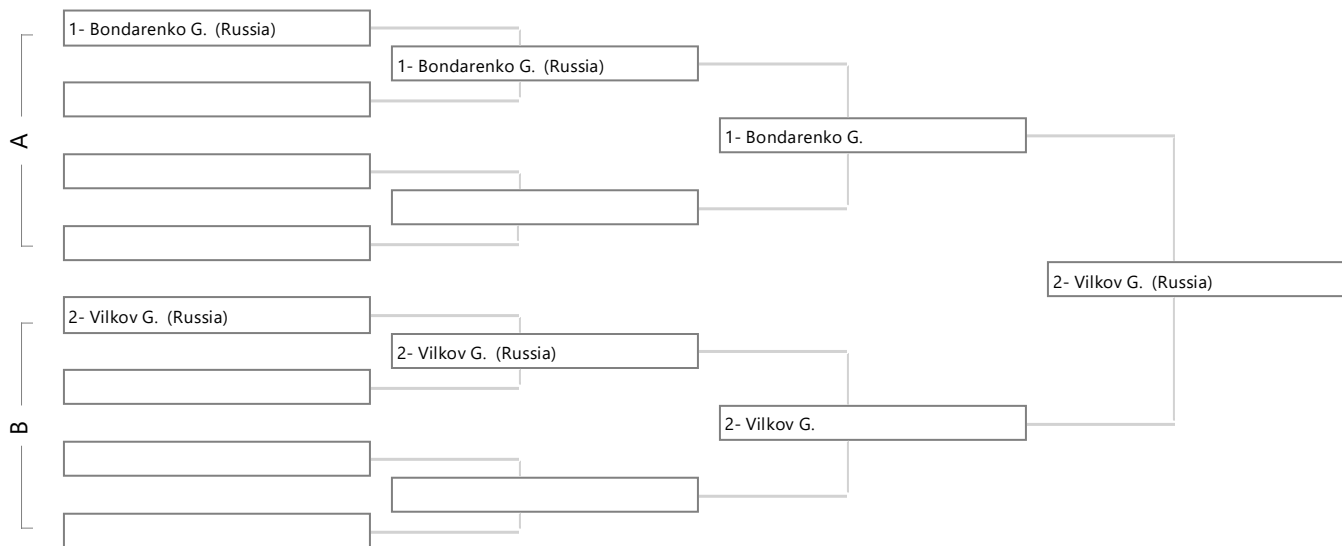 1- Bondarenko G. (Russia)
1- Bondarenko G. (Russia)
A
1- Bondarenko G.
2- Vilkov G. (Russia)
2- Vilkov G. (Russia)
2- Vilkov G. (Russia)
B
2- Vilkov G.